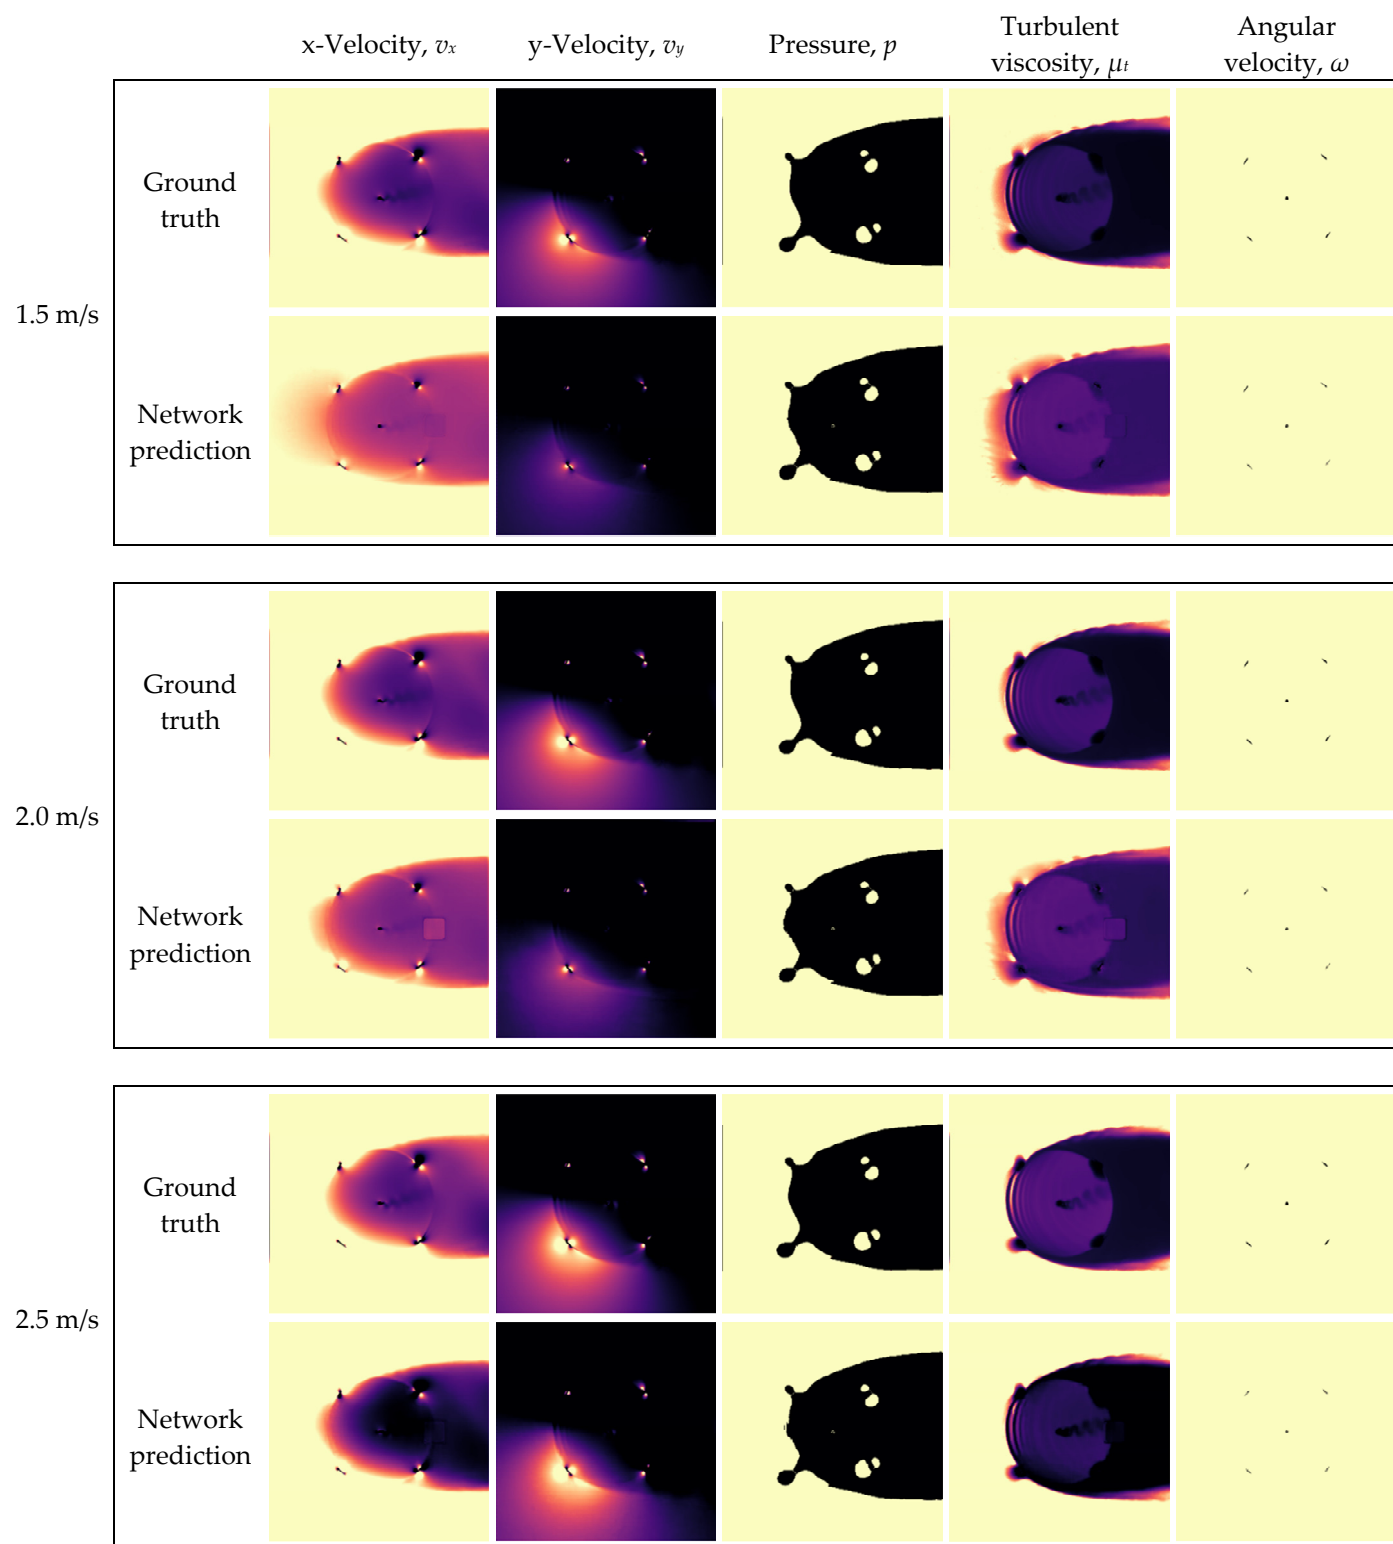 x-Velocity, vx
y-Velocity, vy
Pressure, p
Turbulent
viscosity, μt
Angular
velocity, ω
1.5 m/s
Ground
truth
Network
prediction
2.0 m/s
Ground
truth
Network
prediction
2.5 m/s
Ground
truth
Network
prediction